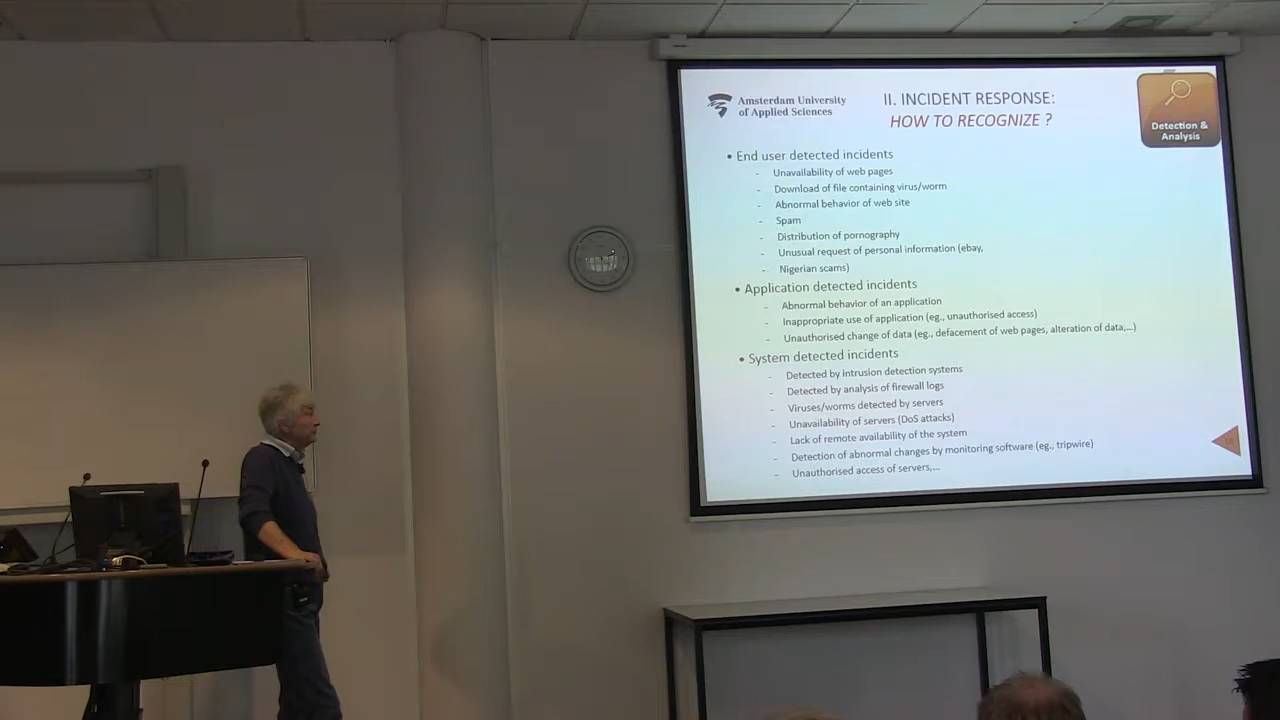 Amsterdam University
of Applied Sciences
II. INCIDENT RESPONSE:
HOW TO RECOGNIZE ?
Detection &
Analysis
• End user detected incidents
- Unavailability of web pages
- Download of file containing virus/worm
- Abnormal behavior of web site
- Spam
- Distribution of pornography
- Unusual request of personal information (ebay,
- Nigerian scams)
• Application detected incidents
- Abnormal behavior of an application
- Inappropriate use of application (eg., unauthorised access)
- Unauthorised change of data (eg., defacement of web pages, alteration of data,...)
• System detected incidents
- Detected by intrusion detection systems
- Detected by analysis of firewall logs
- Viruses/worms detected by servers
- Unavailability of servers (DoS attacks)
- Lack of remote availability of the system
- Detection of abnormal changes by monitoring software (eg., tripwire)
- Unauthorised access of servers,...